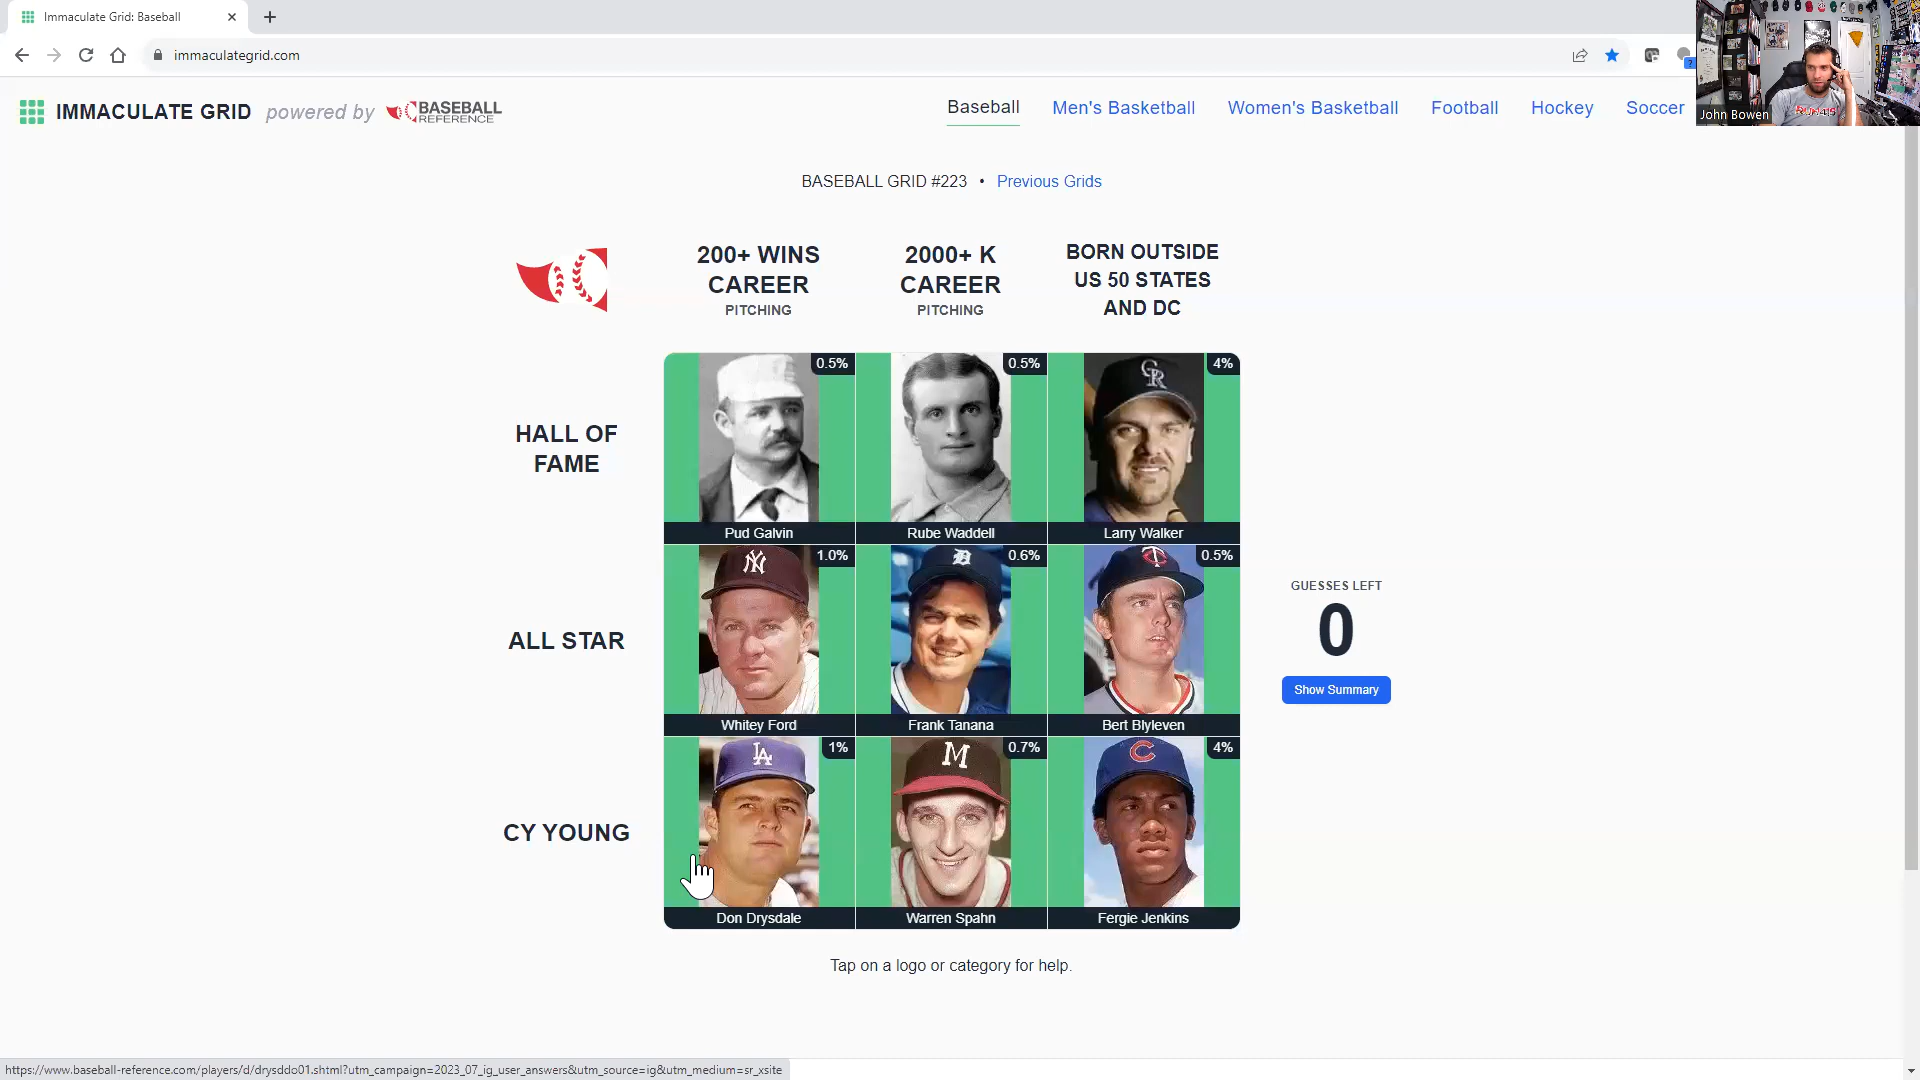 Immaculate Grid: Baseball
immaculategrid.com
IMMACULATE GRID powered by BASEBALL REFERENCE
Baseball Men's Basketball Women's Basketball Football Hockey Soccer
John Bowen
BASEBALL GRID #223 • Previous Grids
200+ WINS
CAREER
PITCHING
2000+ K
CAREER
PITCHING
BORN OUTSIDE
US 50 STATES
AND DC
HALL OF
FAME
0.5%
Pud Galvin
0.5%
Rube Waddell
4%
Larry Walker
ALL STAR
1.0%
Whitey Ford
0.6%
Frank Tanana
0.5%
Bert Blyleven
CY YOUNG
1%
Don Drysdale
0.7%
Warren Spahn
4%
Fergie Jenkins
GUESSES LEFT
0
Show Summary
Tap on a logo or category for help.
https://www.baseball-reference.com/players/d/drysddo01.shtml?utm_campaign=2023_07_ig_user_answers&utm_source=ig&utm_medium=sr_xsite